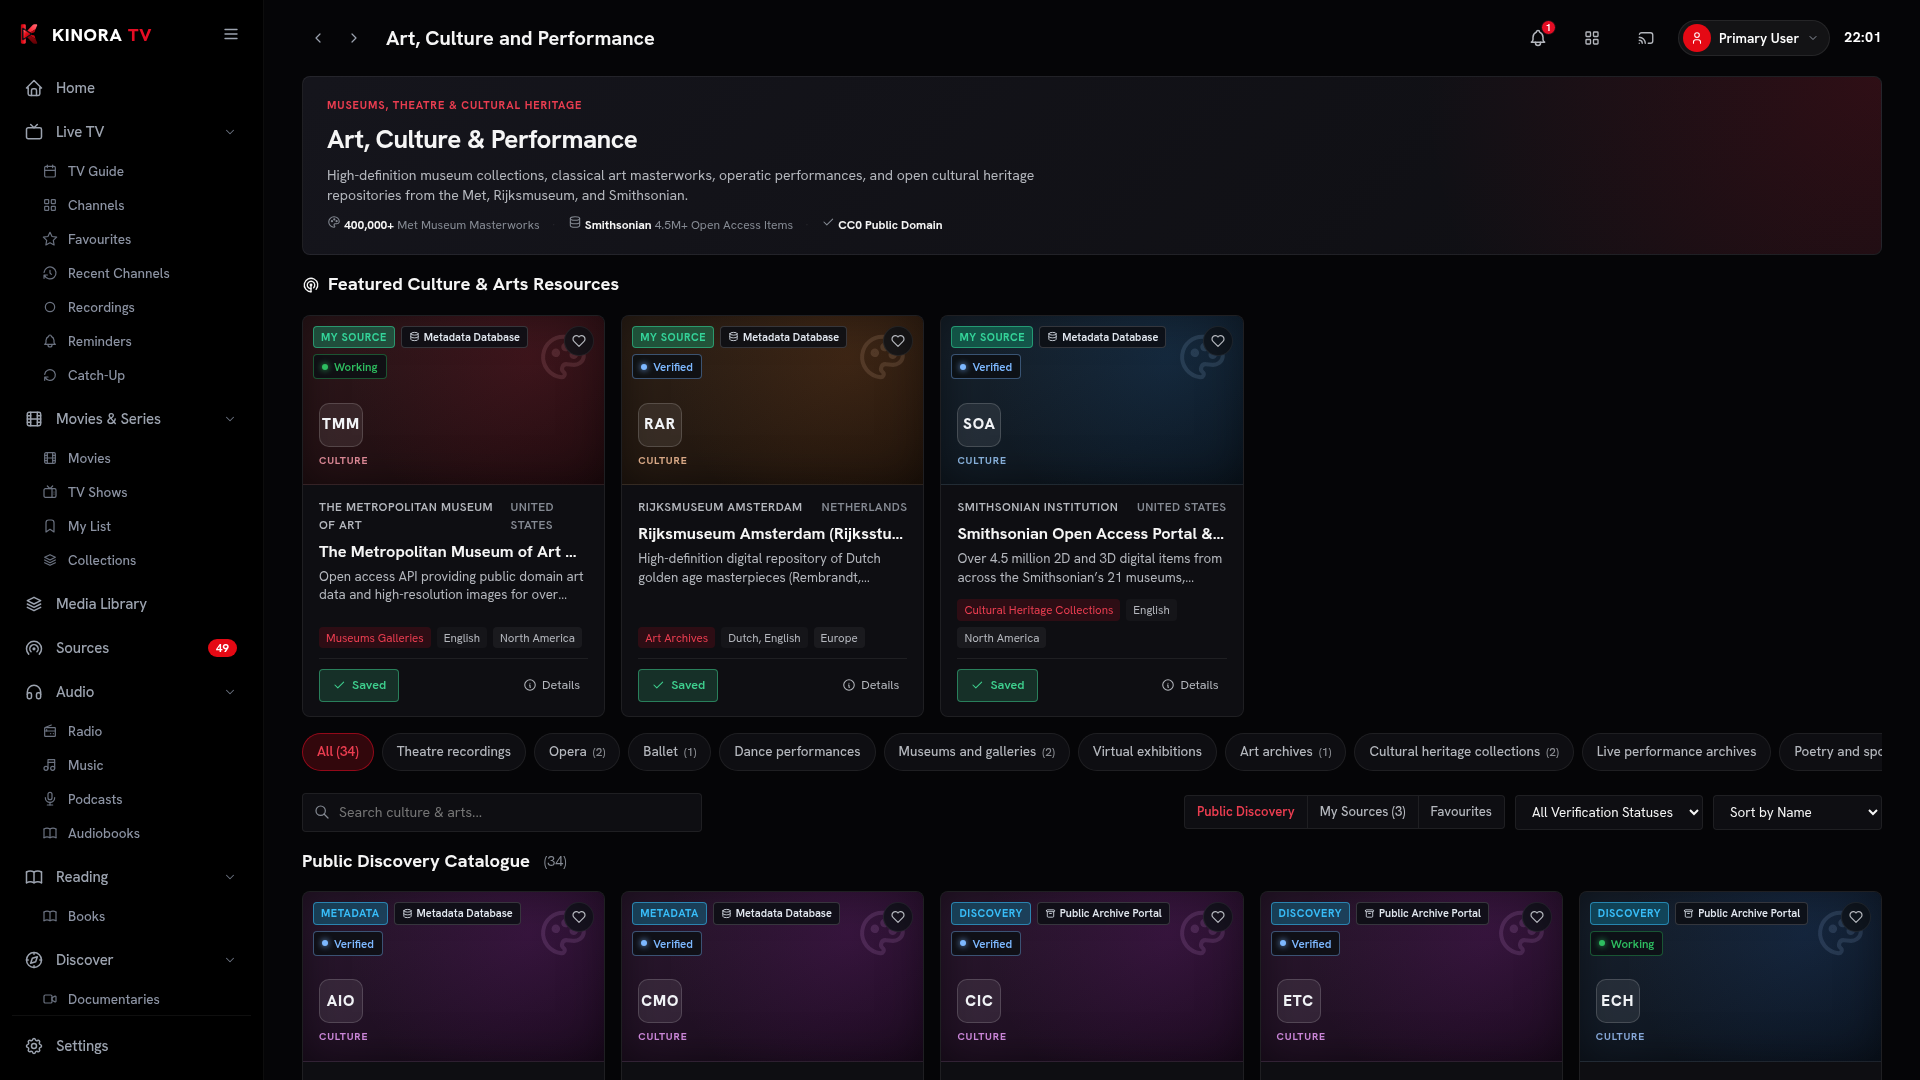 KINORA TV
Art, Culture and Performance
1
Primary User
22:01
Home
Live TV
TV Guide
Channels
Favourites
Recent Channels
Recordings
Reminders
Catch-Up
Movies & Series
Movies
TV Shows
My List
Collections
Media Library
Sources
49
Audio
Radio
Music
Podcasts
Audiobooks
Reading
Books
Discover
Documentaries
Settings
MUSEUMS, THEATRE & CULTURAL HERITAGE
Art, Culture & Performance
High-definition museum collections, classical art masterworks, operatic performances, and open cultural heritage
repositories from the Met, Rijksmuseum, and Smithsonian.
400,000+ Met Museum Masterworks · Smithsonian 4.5M+ Open Access Items · CC0 Public Domain
Featured Culture & Arts Resources
MY SOURCE
Metadata Database
Working
TMM
CULTURE
THE METROPOLITAN MUSEUM
OF ART
UNITED
STATES
The Metropolitan Museum of Art ...
Open access API providing public domain art
data and high-resolution images for over...
Museums Galleries
English
North America
Saved
Details
MY SOURCE
Metadata Database
Verified
RAR
CULTURE
RIJKSMUSEUM AMSTERDAM
NETHERLANDS
Rijksmuseum Amsterdam (Rijksstu...
High-definition digital repository of Dutch
golden age masterpieces (Rembrandt,...
Art Archives
Dutch, English
Europe
Saved
Details
MY SOURCE
Metadata Database
Verified
SOA
CULTURE
SMITHSONIAN INSTITUTION
UNITED STATES
Smithsonian Open Access Portal &...
Over 4.5 million 2D and 3D digital items from
across the Smithsonian’s 21 museums,...
Cultural Heritage Collections
English
North America
Saved
Details
All (34)
Theatre recordings
Opera (2)
Ballet (1)
Dance performances
Museums and galleries (2)
Virtual exhibitions
Art archives (1)
Cultural heritage collections (2)
Live performance archives
Poetry and spo
Search culture & arts...
Public Discovery
My Sources (3)
Favourites
All Verification Statuses
Sort by Name
Public Discovery Catalogue (34)
METADATA
Metadata Database
Verified
AIO
CULTURE
METADATA
Metadata Database
Verified
CMO
CULTURE
DISCOVERY
Public Archive Portal
Verified
CIC
CULTURE
DISCOVERY
Public Archive Portal
Verified
ETC
CULTURE
DISCOVERY
Public Archive Portal
Working
ECH
CULTURE